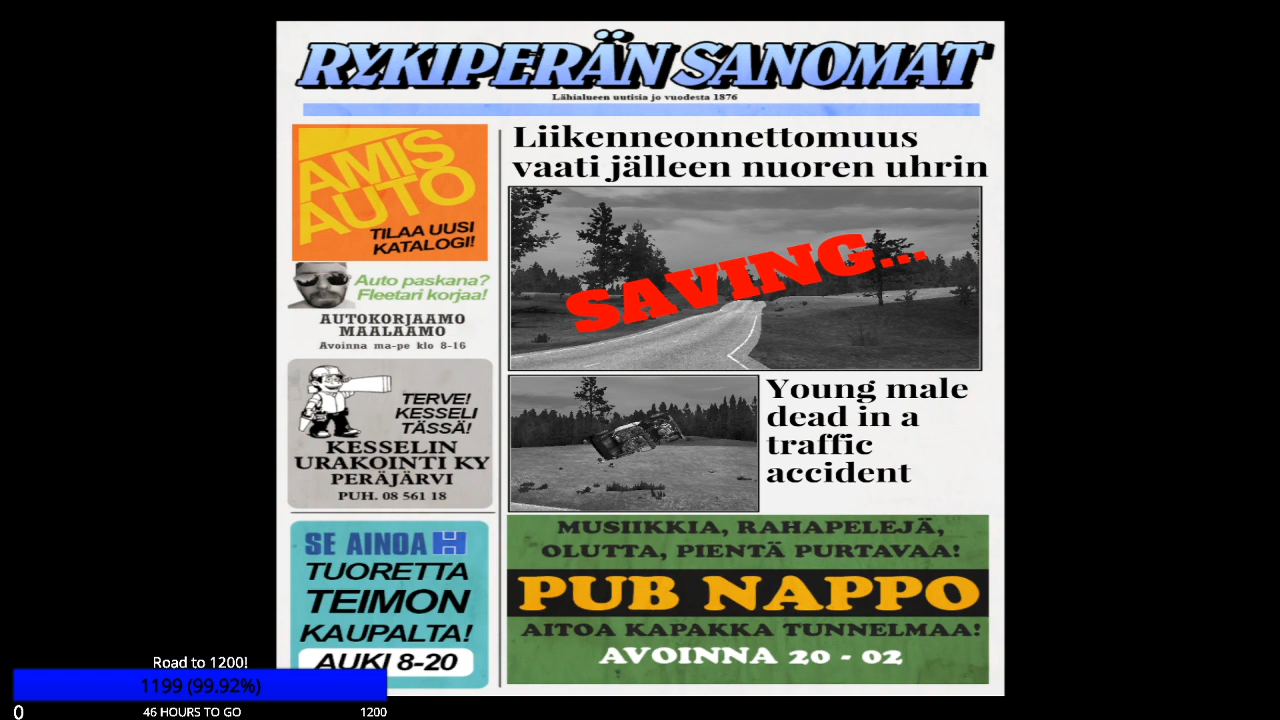 RYKIPERÄN SANOMAT
Lähialueen uutisia jo vuodesta 1876
AMIS
AUTO
TILAA UUSI
KATALOGI!
Auto paskana?
Fleetari korjaa!
AUTOKORJAAMO
MAALAAMO
Avoinna ma-pe klo 8-16
TERVE!
KESSELI
TÄSSÄ!
KESSELIN
URAKOINTI KY
PERÄJÄRVI
PUH. 08 561 18
SE AINOA H
TUORETTA
TEIMON
KAUPALTA!
AUKI 8-20
Liikenneonnettomuus
vaati jälleen nuoren uhrin
SAVING...
Young male
dead in a
traffic
accident
MUSIIKKIA, RAHAPELEJÄ,
OLUTTA, PIENTÄ PURTAVAA!
PUB NAPPO
AITOA KAPAKKA TUNNELMAA!
AVOINNA 20 - 02
Road to 1200!
1199 (99.92%)
0 46 HOURS TO GO 1200